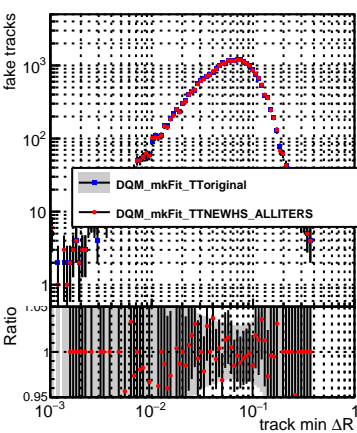 fake tracks
10³
10²
10
1
DQM_mkFit_TToriginal
DQM_mkFit_TTNEWHS_ALLITERS
Ratio
1.05
1
0.95
10⁻³ 10⁻² 10⁻¹ 1
track min ΔR